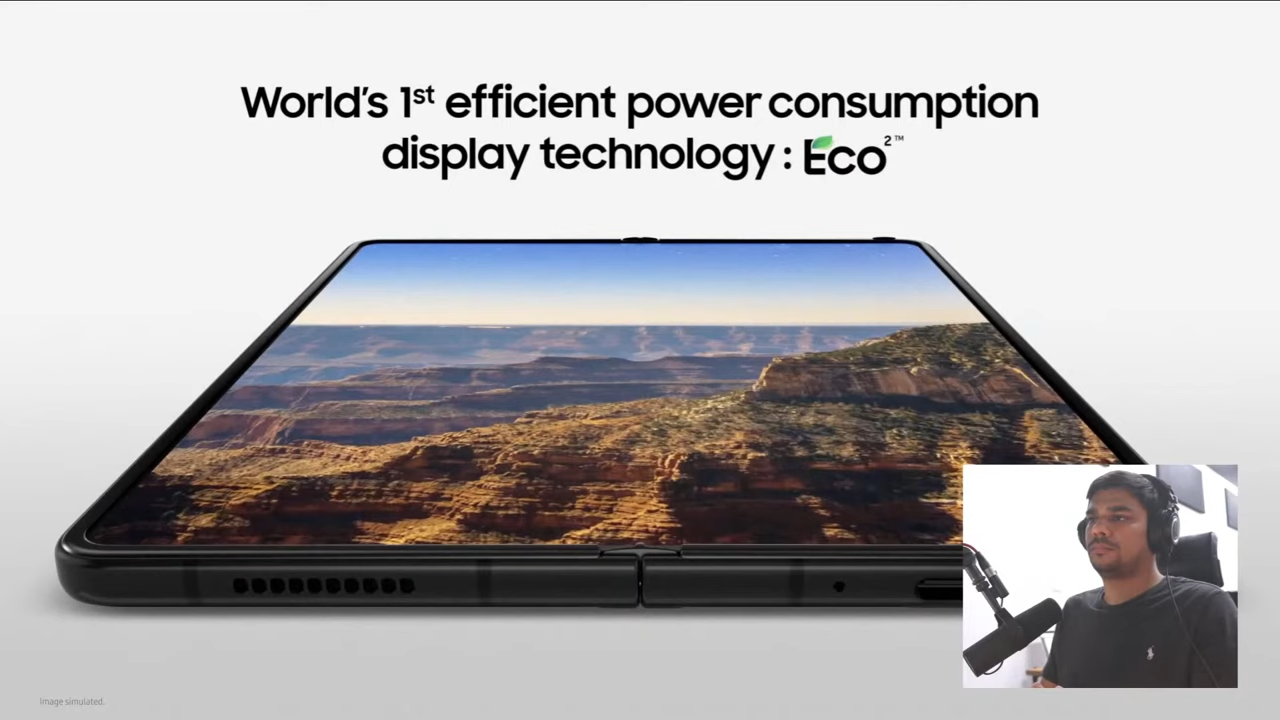 World's 1st efficient power consumption
display technology : Eco²™
Image simulated.